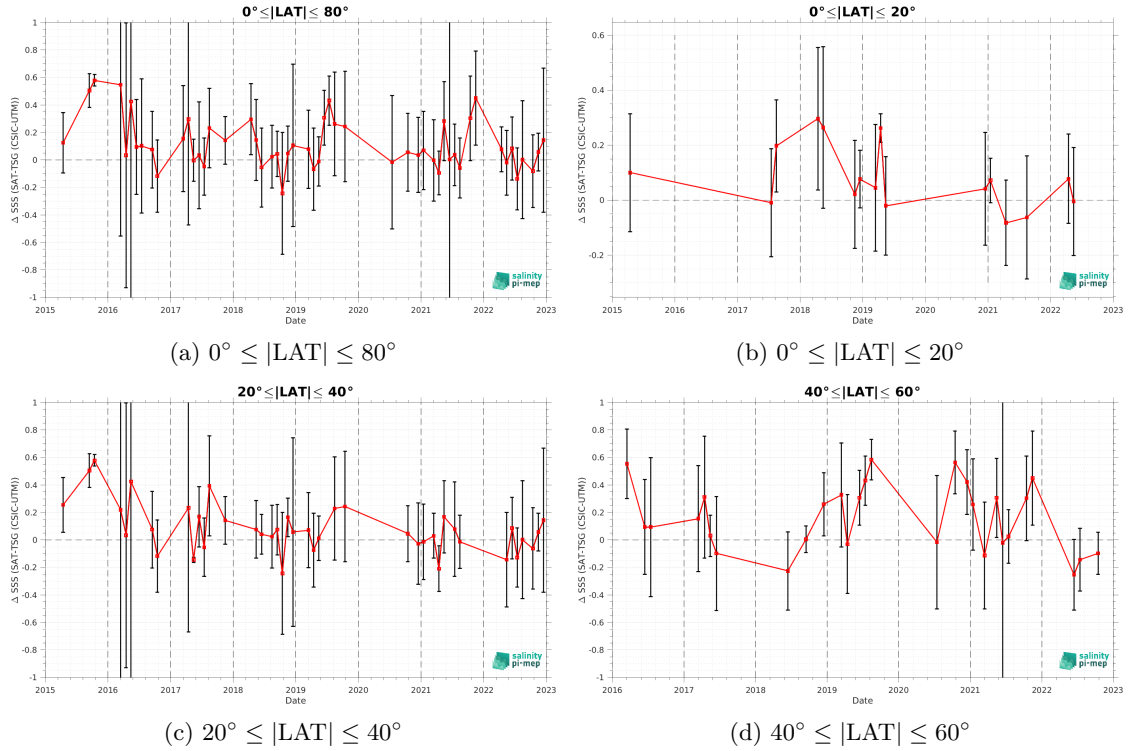 0°≤|LAT|≤ 80°
Δ SSS (SAT-TSG (CSIC-UTM))
1
0.8
0.6
0.4
0.2
0
-0.2
-0.4
-0.6
-0.8
-1
2015 2016 2017 2018 2019 2020 2021 2022 2023
Date
salinity
pi-mep
(a) 0° ≤ |LAT| ≤ 80°
0°≤|LAT|≤ 20°
Δ SSS (SAT-TSG (CSIC-UTM))
0.6
0.4
0.2
0
-0.2
2015 2016 2017 2018 2019 2020 2021 2022 2023
Date
salinity
pi-mep
(b) 0° ≤ |LAT| ≤ 20°
20°≤|LAT|≤ 40°
Δ SSS (SAT-TSG (CSIC-UTM))
1
0.8
0.6
0.4
0.2
0
-0.2
-0.4
-0.6
-0.8
-1
2015 2016 2017 2018 2019 2020 2021 2022 2023
Date
salinity
pi-mep
(c) 20° ≤ |LAT| ≤ 40°
40°≤|LAT|≤ 60°
Δ SSS (SAT-TSG (CSIC-UTM))
1
0.8
0.6
0.4
0.2
0
-0.2
-0.4
-0.6
-0.8
-1
2016 2017 2018 2019 2020 2021 2022 2023
Date
salinity
pi-mep
(d) 40° ≤ |LAT| ≤ 60°